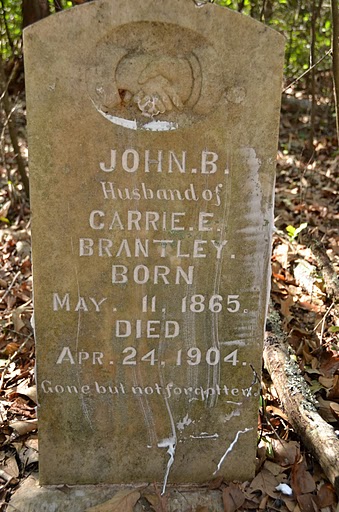 JOHN.B.
Husband of
CARRIE.E.
BRANTLEY.
BORN
MAY. 11, 1865.
DIED
APR. 24, 1904.
Gone but not forgotten.